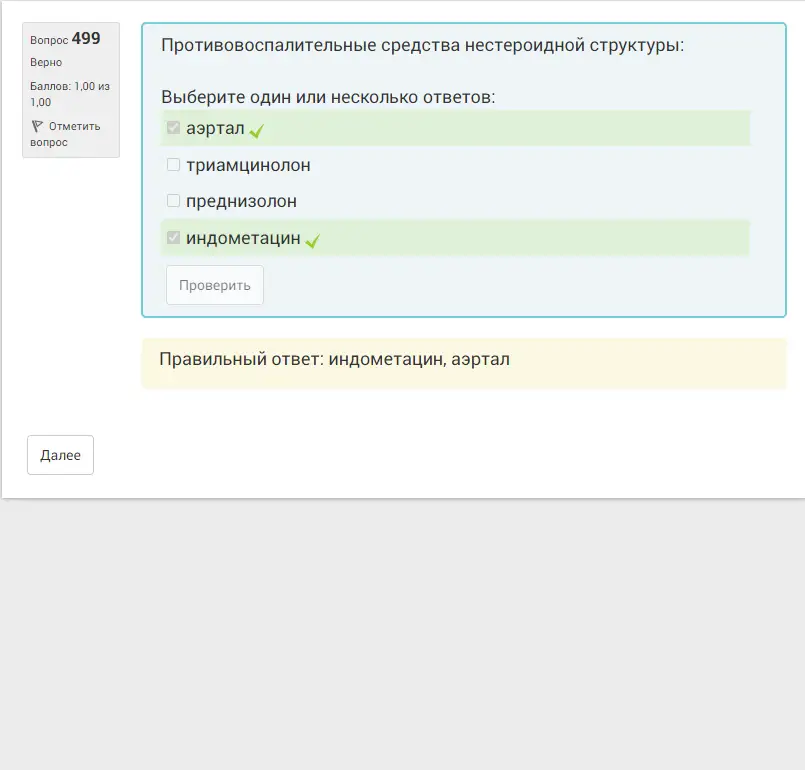 Вопрос 499
Верно
Баллов: 1,00 из
1,00
Отметить
вопрос
Противовоспалительные средства нестероидной структуры:
Выберите один или несколько ответов:
аэртал
триамцинолон
преднизолон
индометацин
Проверить
Правильный ответ: индометацин, аэртал
Далее